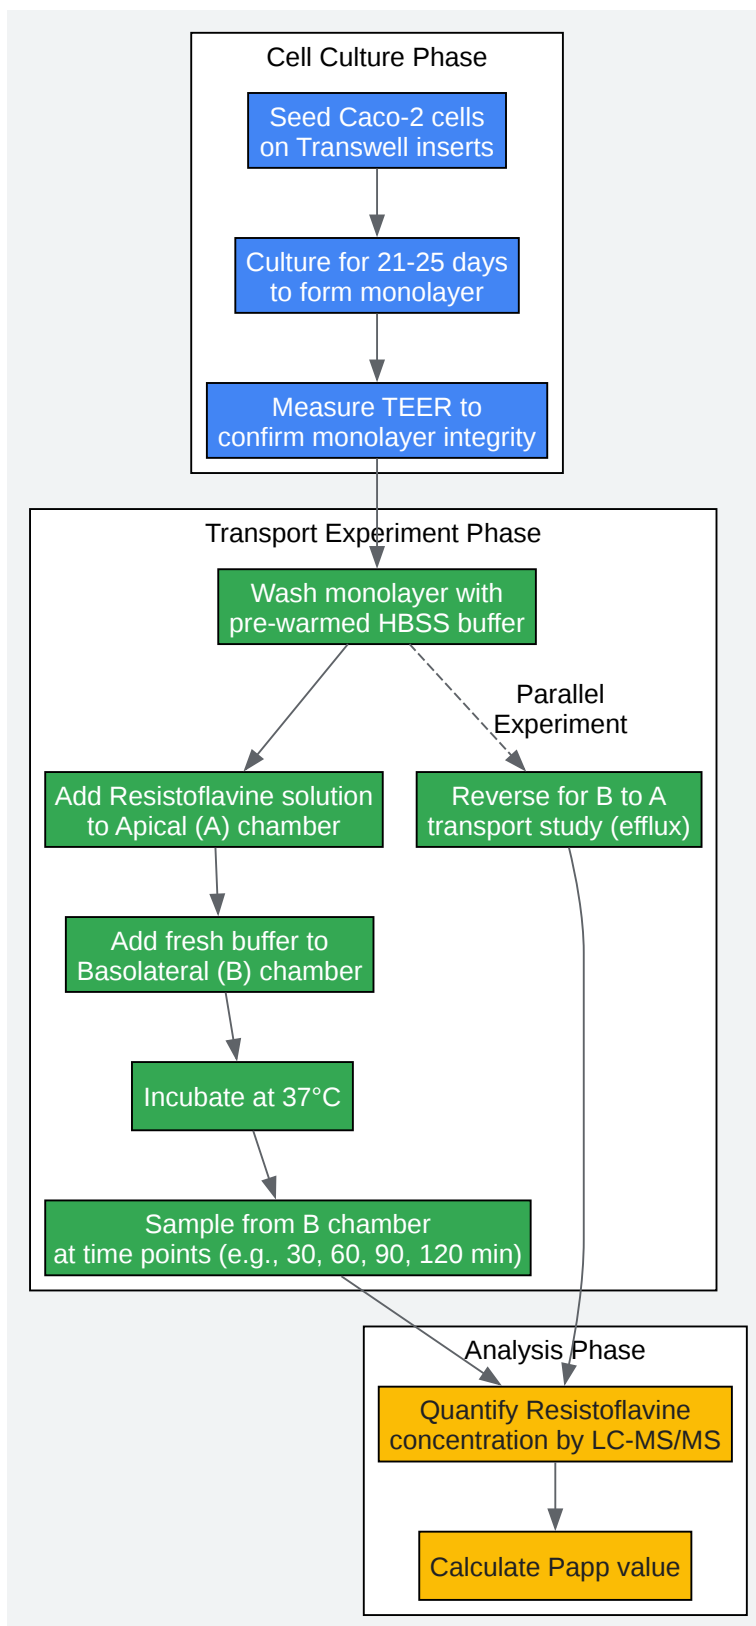 Cell Culture Phase
Seed Caco-2 cells
on Transwell inserts
Culture for 21-25 days
to form monolayer
Measure TEER to
confirm monolayer integrity
Transport Experiment Phase
Wash monolayer with
pre-warmed HBSS buffer
Parallel
Experiment
Add Resistoflavine solution
to Apical (A) chamber
Reverse for B to A
transport study (efflux)
Add fresh buffer to
Basolateral (B) chamber
Incubate at 37°C
Sample from B chamber
at time points (e.g., 30, 60, 90, 120 min)
Analysis Phase
Quantify Resistoflavine
concentration by LC-MS/MS
Calculate Papp value